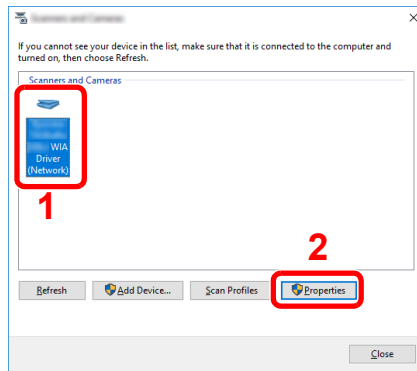 Scanners and Cameras
If you cannot see your device in the list, make sure that it is connected to the computer and
turned on, then choose Refresh.
Scanners and Cameras
WIA
Driver
(Network)
1
2
Refresh
Add Device...
Scan Profiles
Properties
Close